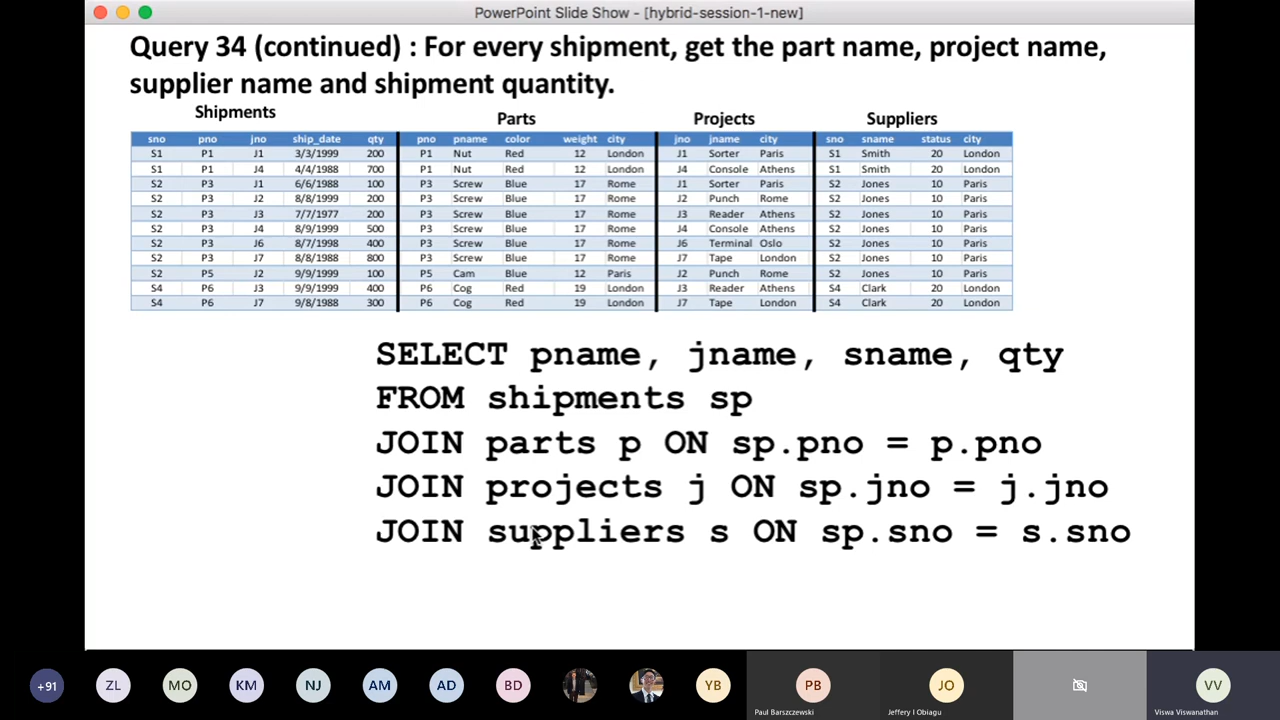 PowerPoint Slide Show - [hybrid-session-1-new]
Query 34 (continued) : For every shipment, get the part name, project name,
supplier name and shipment quantity.
Shipments Parts Projects Suppliers
sno pno jno ship_date qty pno pname color weight city jno jname city sno sname status city
S1 P1 J1 3/3/1999 200 P1 Nut Red 12 London J1 Sorter Paris S1 Smith 20 London
S1 P1 J4 4/4/1988 700 P1 Nut Red 12 London J4 Console Athens S1 Smith 20 London
S2 P3 J1 6/6/1988 100 P3 Screw Blue 17 Rome J1 Sorter Paris S2 Jones 10 Paris
S2 P3 J2 8/8/1999 200 P3 Screw Blue 17 Rome J2 Punch Rome S2 Jones 10 Paris
S2 P3 J3 7/7/1977 200 P3 Screw Blue 17 Rome J3 Reader Athens S2 Jones 10 Paris
S2 P3 J4 8/9/1999 500 P3 Screw Blue 17 Rome J4 Console Athens S2 Jones 10 Paris
S2 P3 J6 8/7/1998 400 P3 Screw Blue 17 Rome J6 Terminal Oslo S2 Jones 10 Paris
S2 P3 J7 8/8/1988 800 P3 Screw Blue 17 Rome J7 Tape London S2 Jones 10 Paris
S2 P5 J2 9/9/1999 100 P5 Cam Blue 12 Paris J2 Punch Rome S2 Jones 10 Paris
S4 P6 J3 9/9/1999 400 P6 Cog Red 19 London J3 Reader Athens S4 Clark 20 London
S4 P6 J7 9/8/1988 300 P6 Cog Red 19 London J7 Tape London S4 Clark 20 London
SELECT pname, jname, sname, qty
FROM shipments sp
JOIN parts p ON sp.pno = p.pno
JOIN projects j ON sp.jno = j.jno
JOIN suppliers s ON sp.sno = s.sno
+91 ZL MO KM NJ AM AD BD YB PB JO VV
Paul Barszczewski Jeffery I Obiagu Viswa Viswanathan